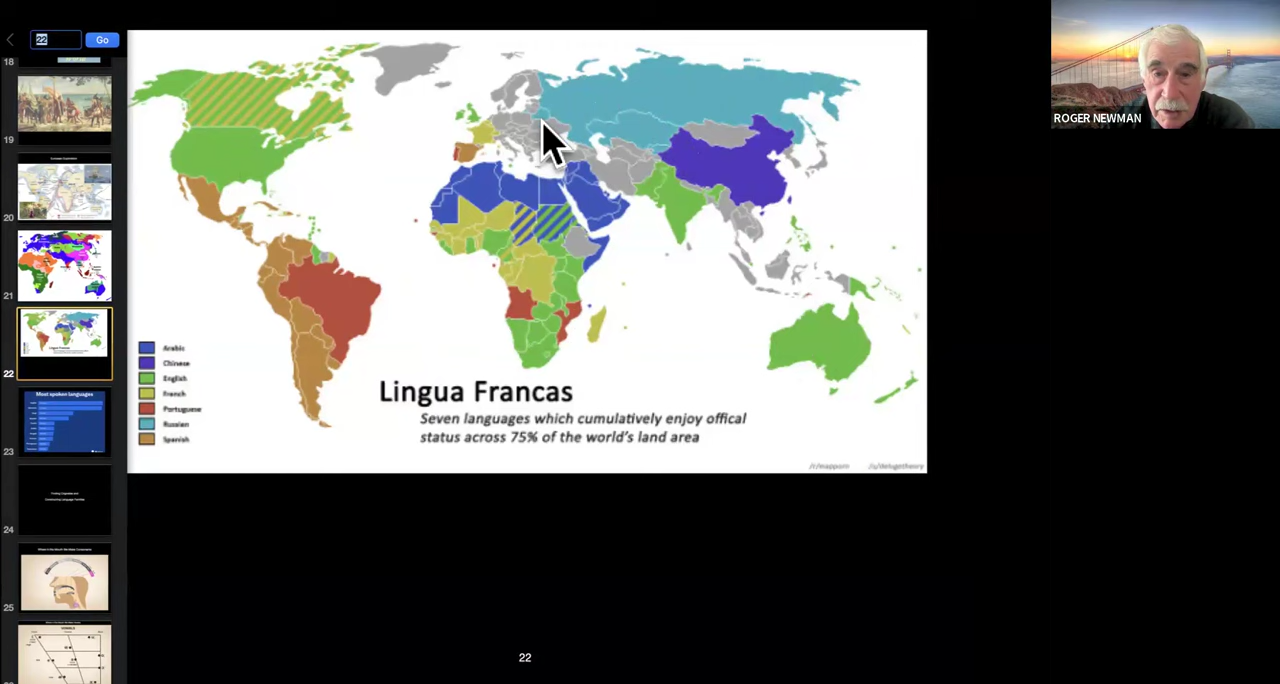 22
Go
ROGER NEWMAN
18
19
20
21
22
Most spoken languages
23
24
25
Arabic
Chinese
English
French
Portuguese
Russian
Spanish
Lingua Francas
Seven languages which cumulatively enjoy offical
status across 75% of the world's land area
/r/mapporn /u/delugetheory
22